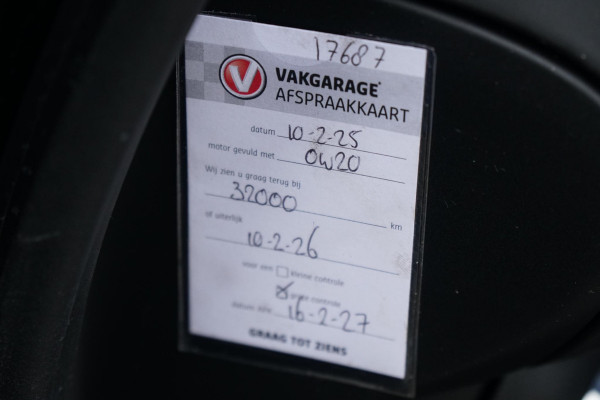 17687
V VAKGARAGE
AFSPRAAKKAART
datum 10-2-25
motor gevuld met 0W20
Wij zien u graag terug bij
32000 km
of uiterlijk
10-2-26
voor een kleine controle
grote controle
datum APK 16-2-27
GRAAG TOT ZIENS